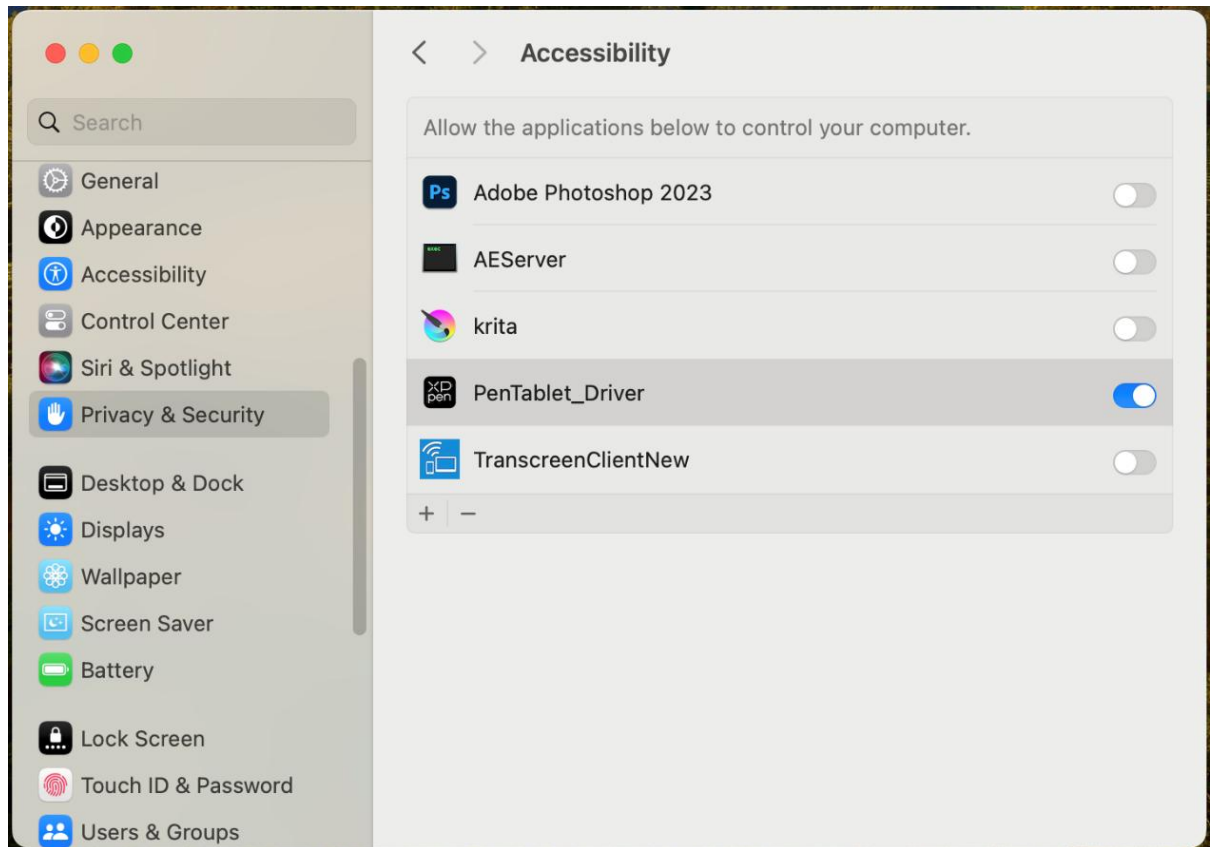 Accessibility
Search
Allow the applications below to control your computer.
General
Appearance
Accessibility
Control Center
Siri & Spotlight
Privacy & Security
Desktop & Dock
Displays
Wallpaper
Screen Saver
Battery
Lock Screen
Touch ID & Password
Users & Groups
Ps Adobe Photoshop 2023
AEServer
krita
XP
pen
PenTablet_Driver
TranscreenClientNew
+ −